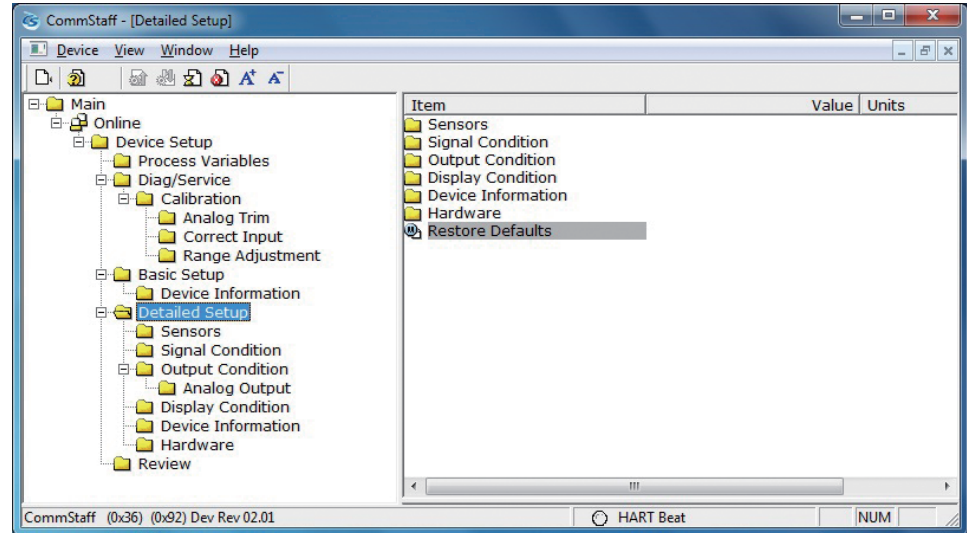 CommStaff - [Detailed Setup]
Device View Window Help
Main
Online
Device Setup
Process Variables
Diag/Service
Calibration
Analog Trim
Correct Input
Range Adjustment
Basic Setup
Device Information
Detailed Setup
Sensors
Signal Condition
Output Condition
Analog Output
Display Condition
Device Information
Hardware
Review
Item Value Units
Sensors
Signal Condition
Output Condition
Display Condition
Device Information
Hardware
Restore Defaults
CommStaff (0x36) (0x92) Dev Rev 02.01 HART Beat NUM